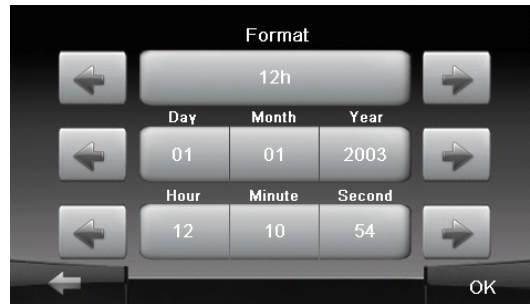 Format
12h
Day Month Year
01 01 2003
Hour Minute Second
12 10 54
OK